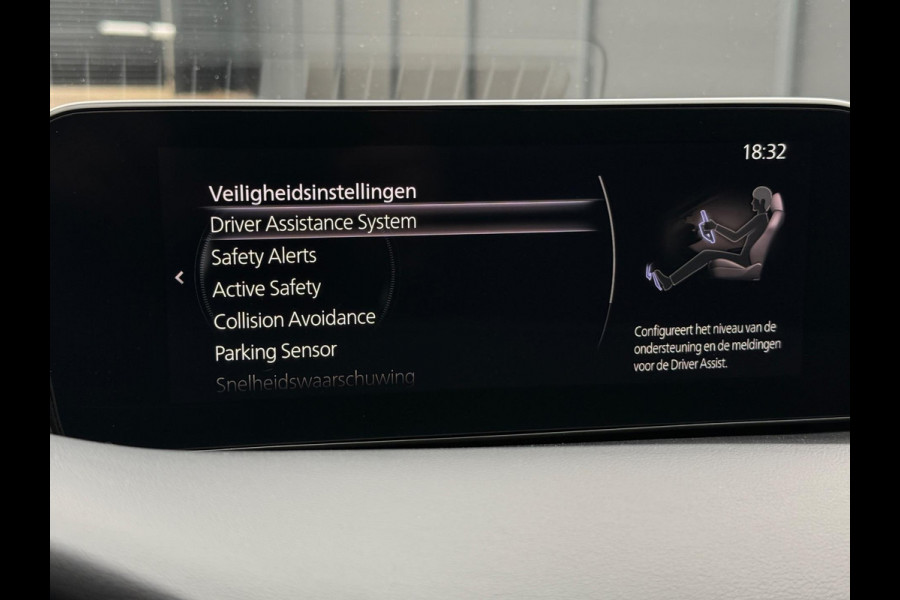 18:32
Veiligheidsinstellingen
Driver Assistance System
Safety Alerts
Active Safety
Collision Avoidance
Parking Sensor
Snelheidswaarschuwing
Configureert het niveau van de
ondersteuning en de meldingen
voor de Driver Assist.